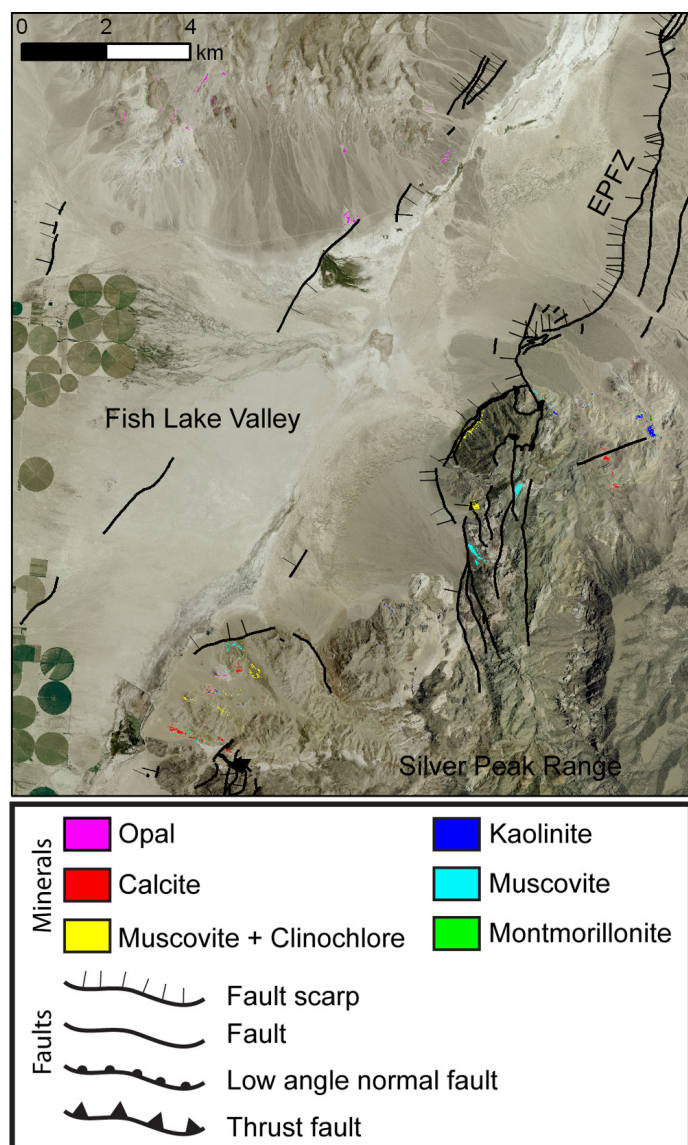 0 2 4
km
EPFZ
Fish Lake Valley
Silver Peak Range
Minerals
Opal
Calcite
Muscovite + Clinochlore
Kaolinite
Muscovite
Montmorillonite
Faults
Fault scarp
Fault
Low angle normal fault
Thrust fault